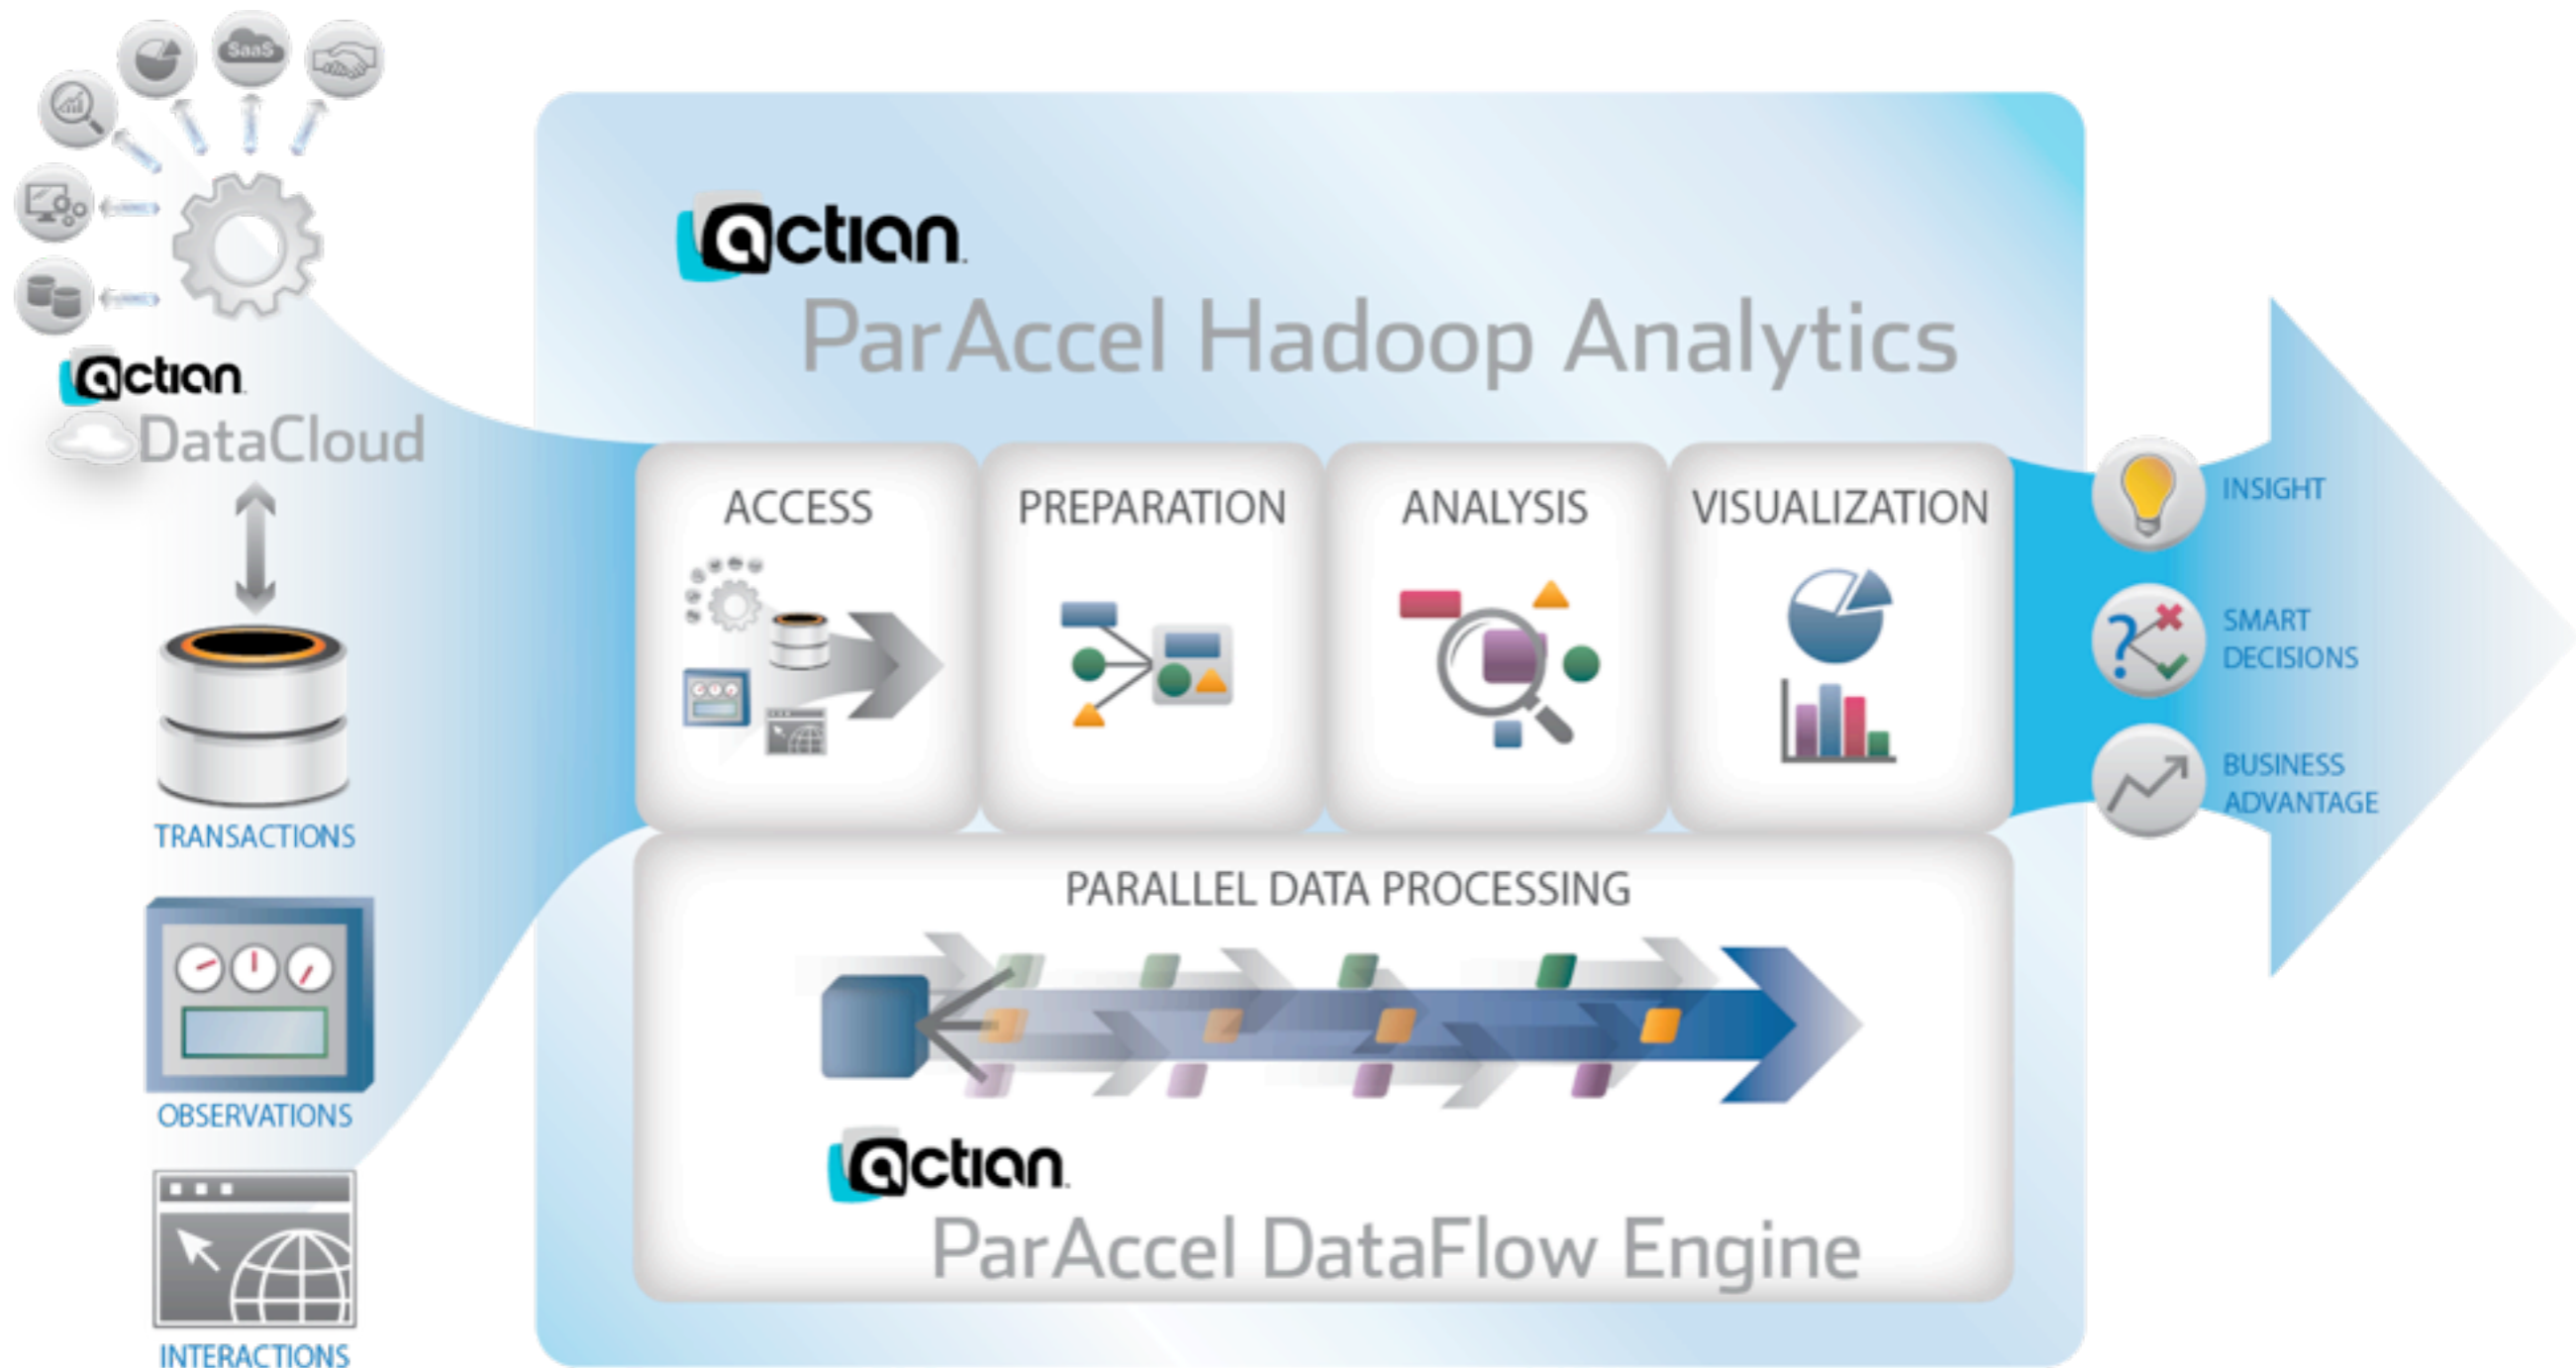 SaaS
actian
DataCloud
TRANSACTIONS
OBSERVATIONS
INTERACTIONS
actian
ParAccel Hadoop Analytics
ACCESS
PREPARATION
ANALYSIS
VISUALIZATION
PARALLEL DATA PROCESSING
actian
ParAccel DataFlow Engine
INSIGHT
?
SMART
DECISIONS
BUSINESS
ADVANTAGE